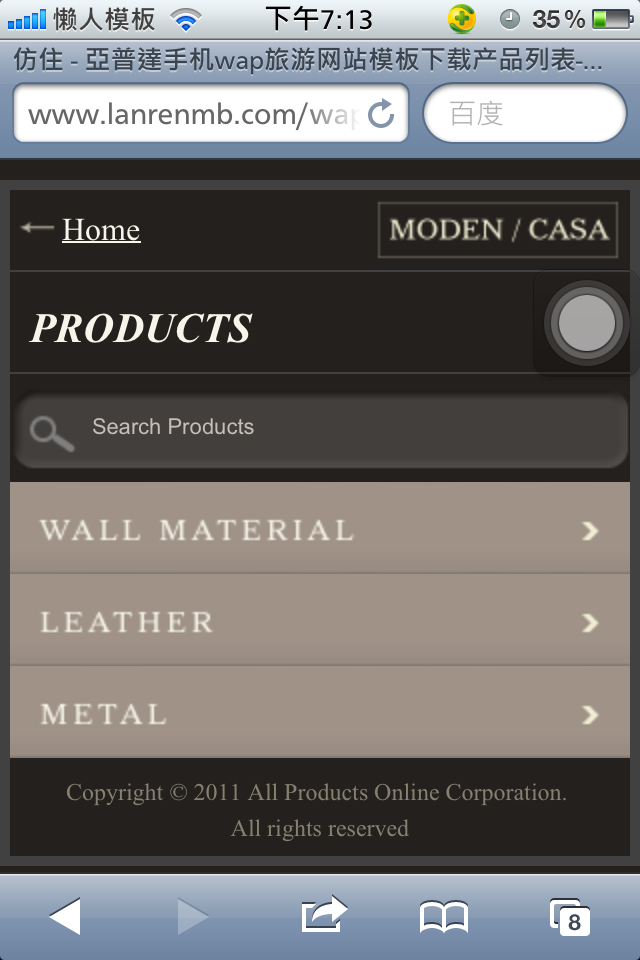 懒人模板
下午7:13
35%
仿住 - 亞普達手机wap旅游网站模板下载产品列表-...
www.lanrenmb.com/wap
百度
Home
MODEN / CASA
PRODUCTS
Search Products
WALL MATERIAL
LEATHER
METAL
Copyright © 2011 All Products Online Corporation.
All rights reserved
8